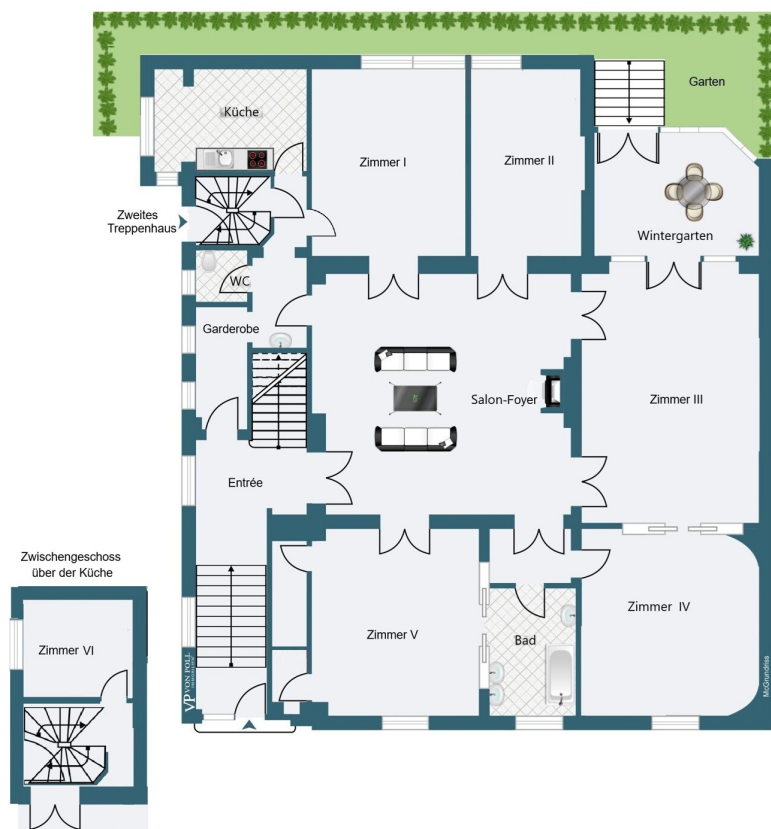 Garten
Küche
Zimmer I
Zimmer II
Zweites
Treppenhaus
Wintergarten
WC
Garderobe
Salon-Foyer
Zimmer III
Entrée
Zwischengeschoss
über der Küche
Zimmer VI
Zimmer V
Bad
Zimmer IV
VP VON POLL
McGrundriss